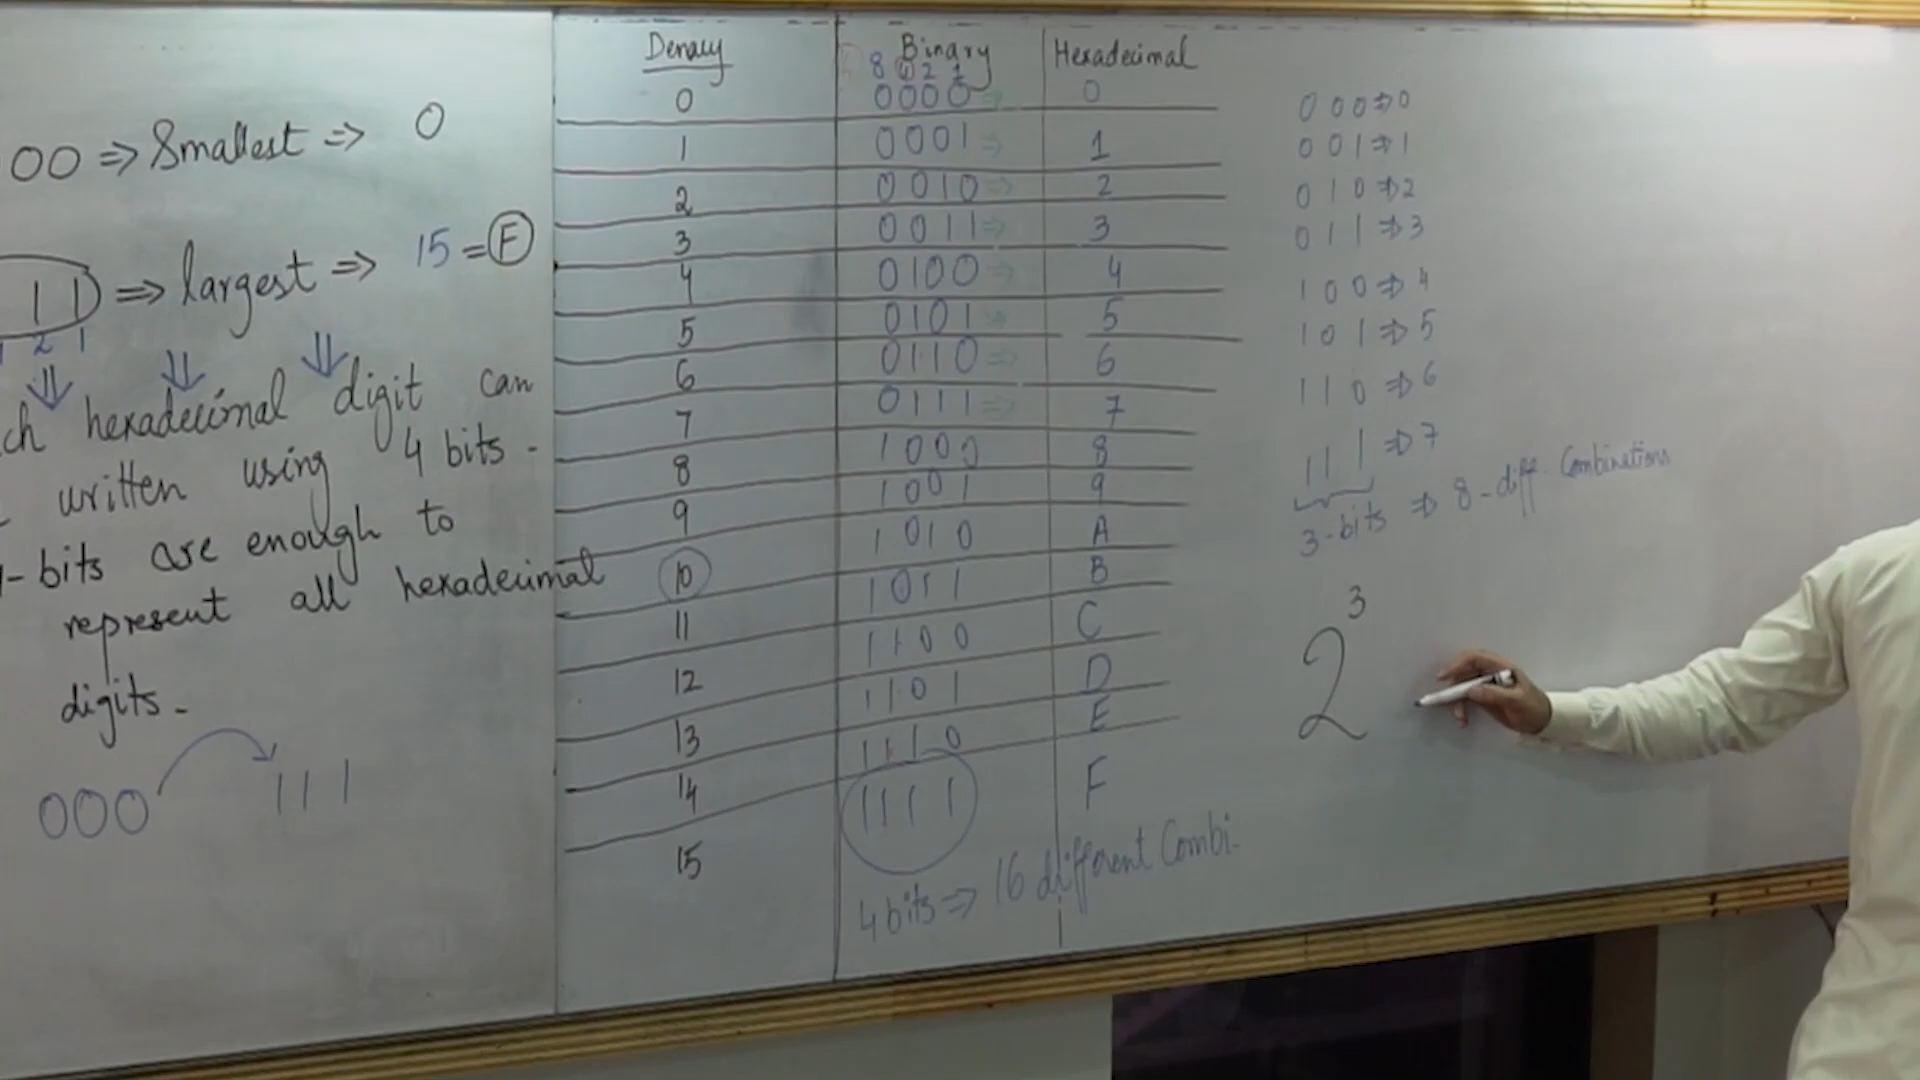 00 ⇒ Smallest ⇒ 0
11 ⇒ largest ⇒ 15 = F
2 1
ch hexadecimal digit can
written using 4 bits -
- bits are enough to
represent all hexadecimal
digits -
000 111
Denary Binary Hexadecimal
8 4 2 1
0 0000 ⇒ 0
1 0001 ⇒ 1
2 0010 ⇒ 2
3 0011 ⇒ 3
4 0100 ⇒ 4
5 0101 ⇒ 5
6 0110 ⇒ 6
7 0111 ⇒ 7
8 1000 8
9 1001 9
10 1010 A
11 1011 B
12 1100 C
13 1101 D
14 1110 E
15 1111 F
4 bits ⇒ 16 different Combi.
000 ⇒ 0
001 ⇒ 1
010 ⇒ 2
011 ⇒ 3
100 ⇒ 4
101 ⇒ 5
110 ⇒ 6
111 ⇒ 7
3-bits ⇒ 8-diff. Combinations
2³